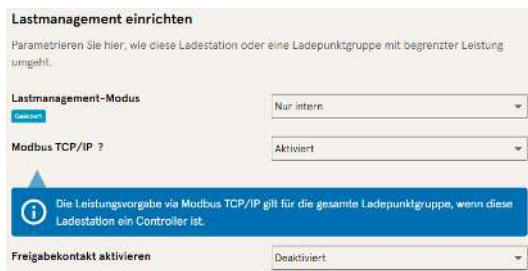 Lastmanagement einrichten
Parametrieren Sie hier, wie diese Ladestation oder eine Ladepunktgruppe mit begrenzter Leistung
umgeht.
Lastmanagement-Modus
Nur intern
Modbus TCP/IP ?
Aktiviert
Die Leistungsvorgabe via Modbus TCP/IP gilt für die gesamte Ladepunktgruppe, wenn diese
Ladestation ein Controller ist.
Freigabekontakt aktivieren
Deaktiviert